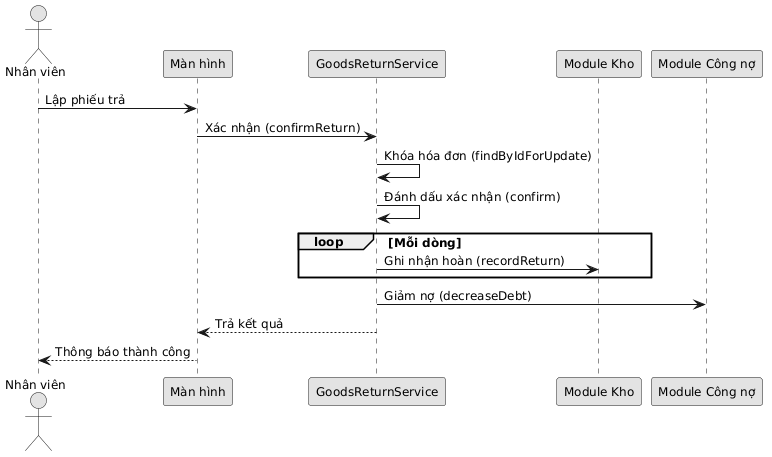 Nhân viên
Màn hình
GoodsReturnService
Module Kho
Module Công nợ
Lập phiếu trả
Xác nhận (confirmReturn)
Khóa hóa đơn (findByIdForUpdate)
Đánh dấu xác nhận (confirm)
loop [Mỗi dòng]
Ghi nhận hoàn (recordReturn)
Giảm nợ (decreaseDebt)
Trả kết quả
Thông báo thành công
Nhân viên
Màn hình
GoodsReturnService
Module Kho
Module Công nợ